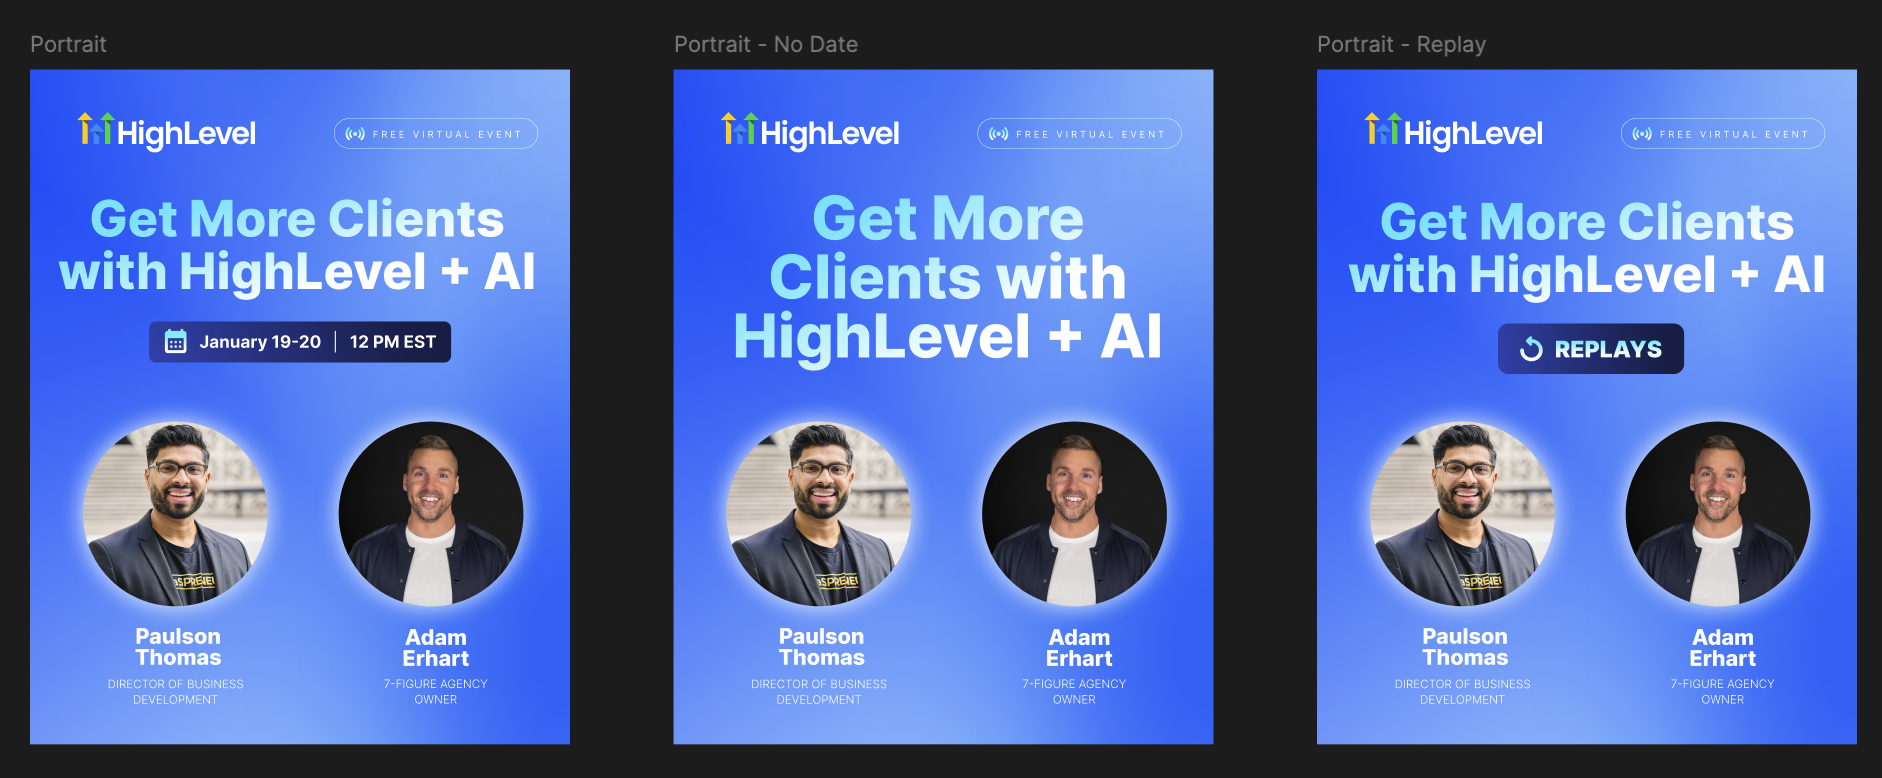 Portrait
HighLevel
FREE VIRTUAL EVENT
Get More Clients
with HighLevel + AI
January 19-20 | 12 PM EST
Paulson
Thomas
DIRECTOR OF BUSINESS
DEVELOPMENT
Adam
Erhart
7-FIGURE AGENCY
OWNER
Portrait - No Date
HighLevel
FREE VIRTUAL EVENT
Get More
Clients with
HighLevel + AI
Paulson
Thomas
DIRECTOR OF BUSINESS
DEVELOPMENT
Adam
Erhart
7-FIGURE AGENCY
OWNER
Portrait - Replay
HighLevel
FREE VIRTUAL EVENT
Get More Clients
with HighLevel + AI
REPLAYS
Paulson
Thomas
DIRECTOR OF BUSINESS
DEVELOPMENT
Adam
Erhart
7-FIGURE AGENCY
OWNER